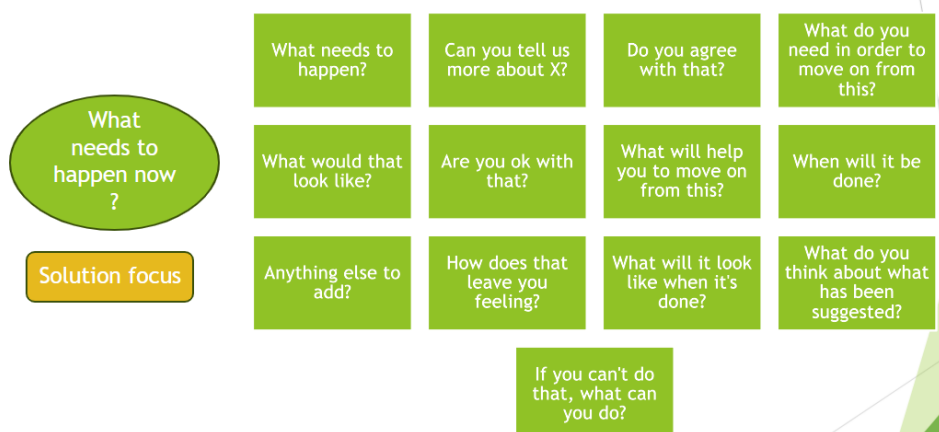 What
needs to
happen now
?
Solution focus
What needs to
happen?
Can you tell us
more about X?
Do you agree
with that?
What do you
need in order to
move on from
this?
What would that
look like?
Are you ok with
that?
What will help
you to move on
from this?
When will it be
done?
Anything else to
add?
How does that
leave you
feeling?
What will it look
like when it's
done?
What do you
think about what
has been
suggested?
If you can't do
that, what can
you do?